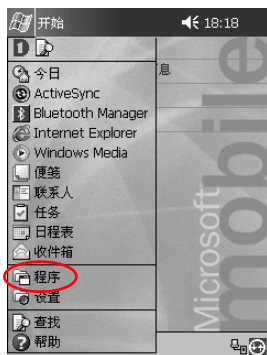 开始 18:18
D
今日
息
ActiveSync
Bluetooth Manager
Internet Explorer
Windows Media
便笺
联系人
任务
日程表
收件箱
程序
设置
查找
帮助
Microsoft
mobile